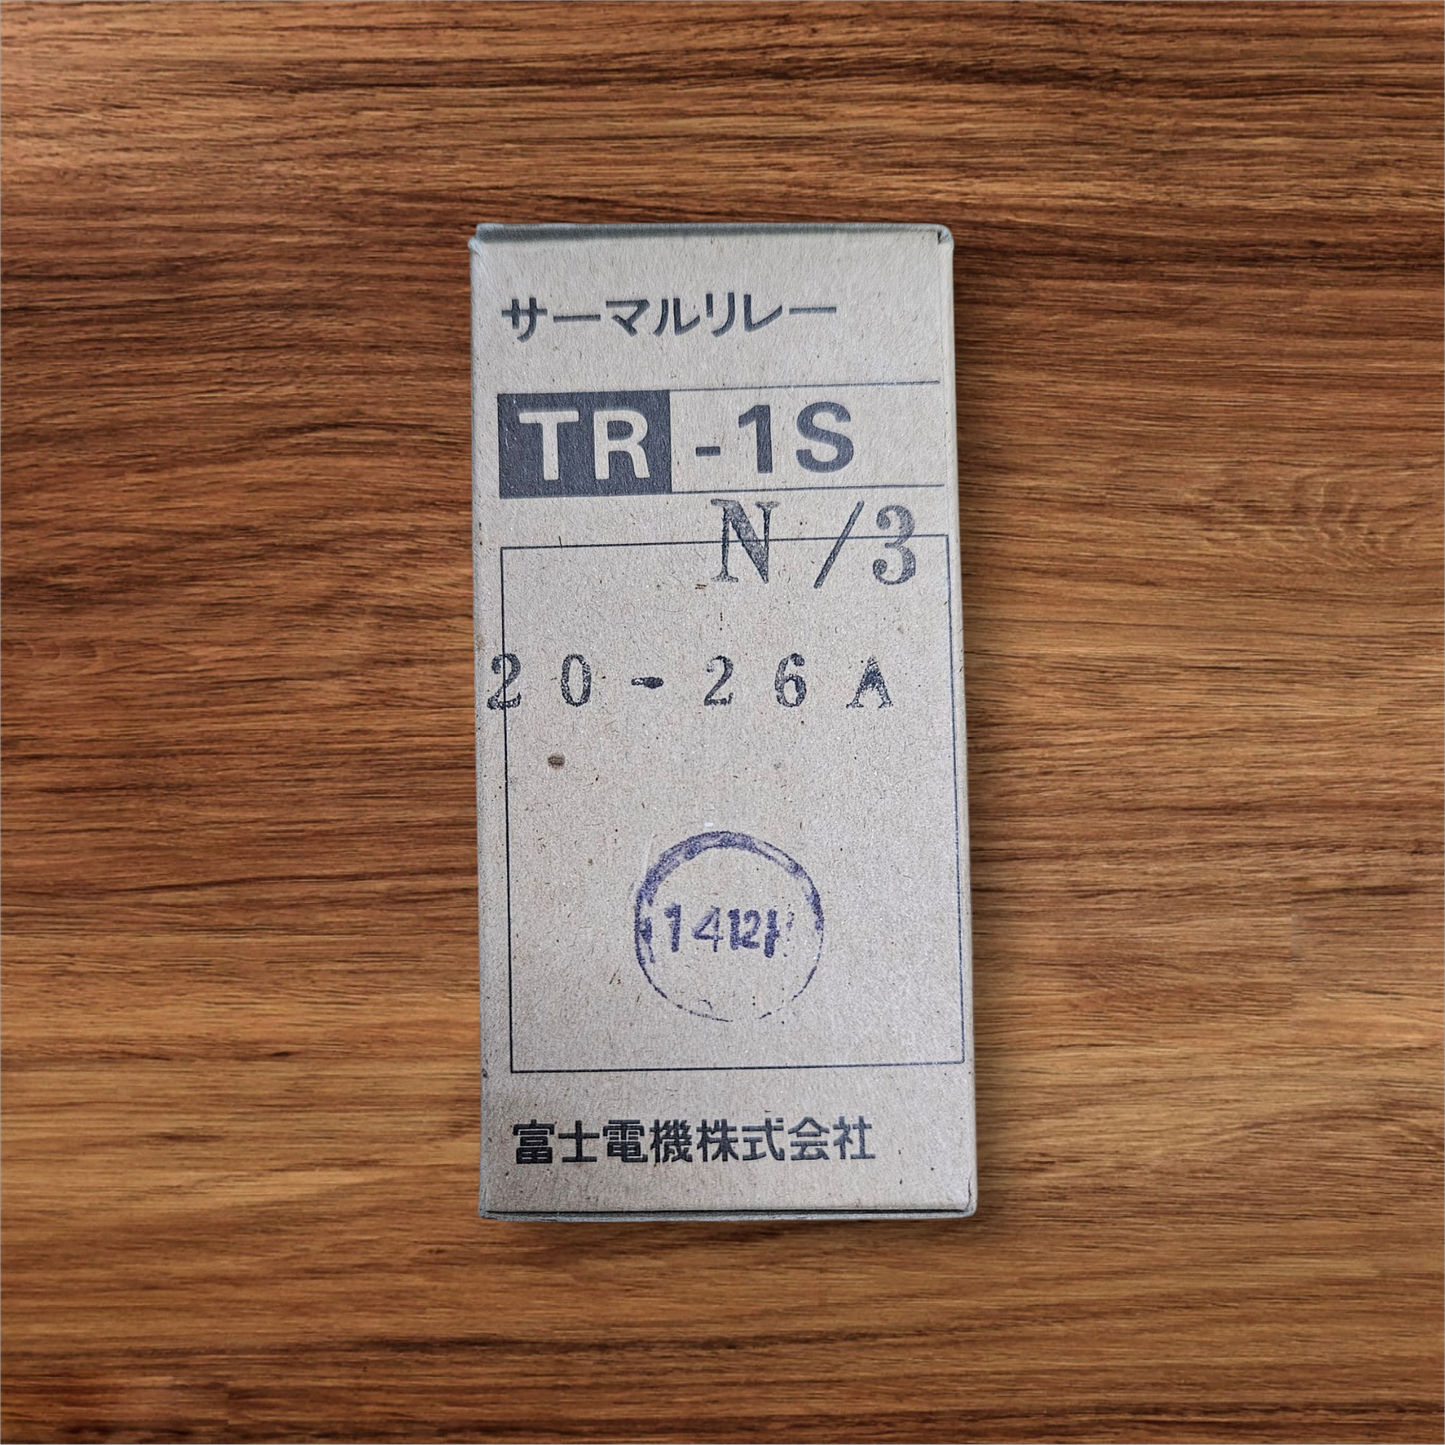 サーマルリレー
TR-1S
N/3
20-26A
富士電機株式会社